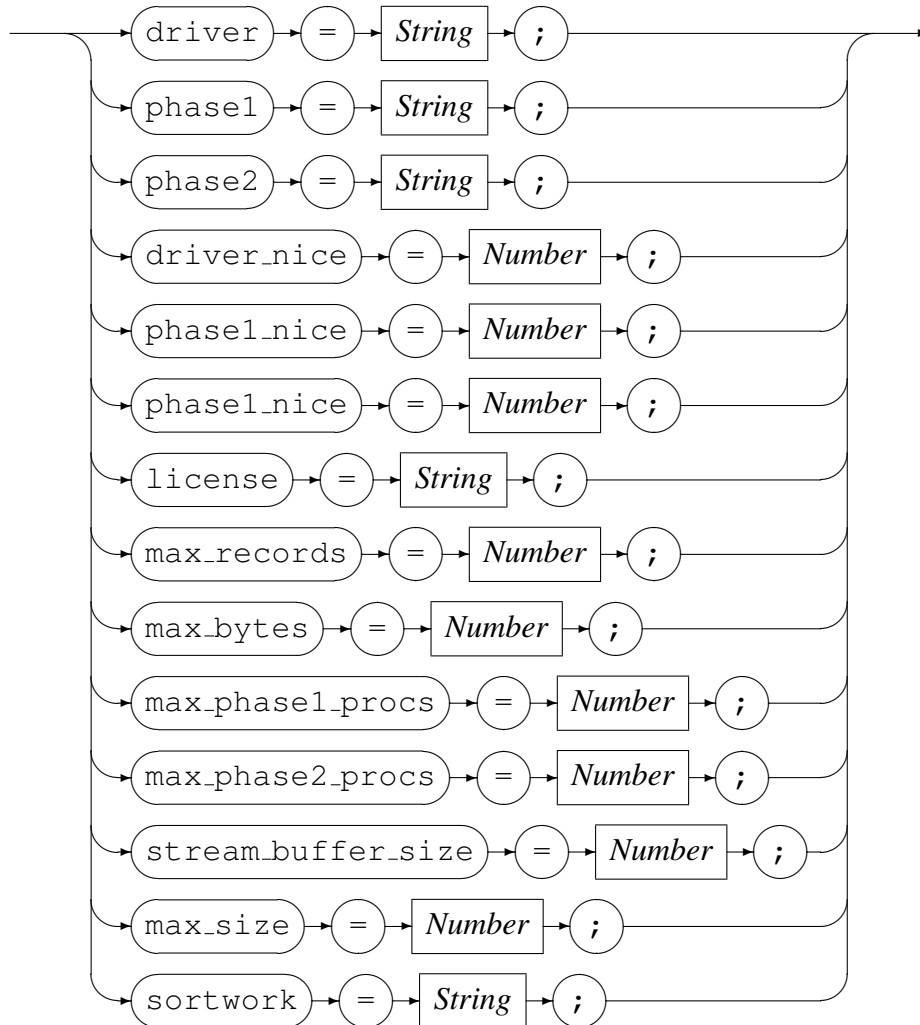 driver = String ;
phase1 = String ;
phase2 = String ;
driver_nice = Number ;
phase1_nice = Number ;
phase1_nice = Number ;
license = String ;
max_records = Number ;
max_bytes = Number ;
max_phase1_procs = Number ;
max_phase2_procs = Number ;
stream_buffer_size = Number ;
max_size = Number ;
sortwork = String ;